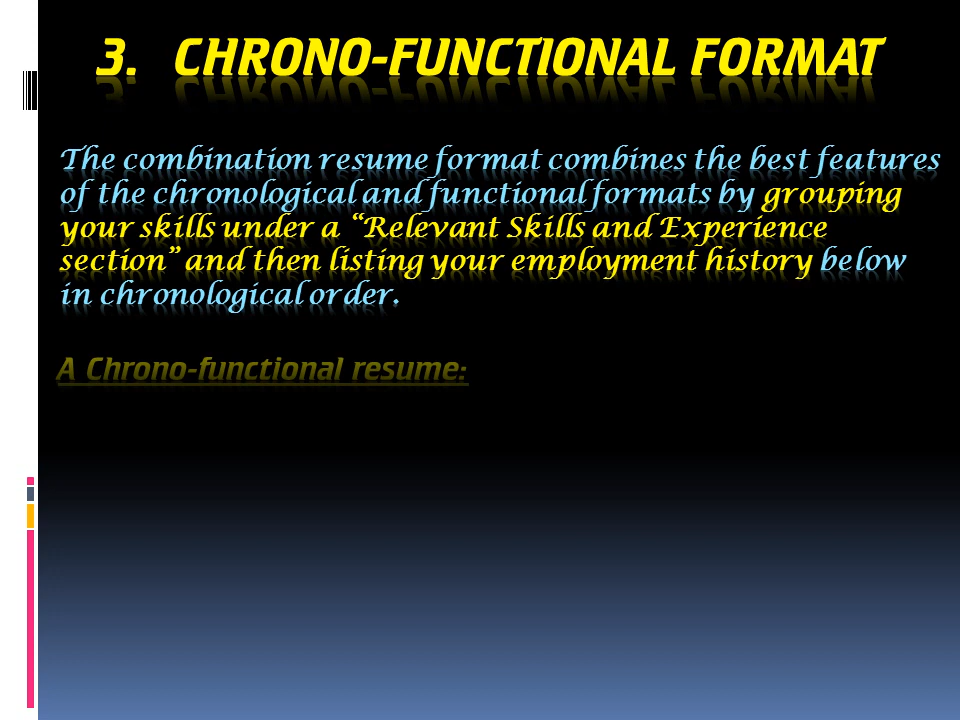 3. CHRONO-FUNCTIONAL FORMAT
The combination resume format combines the best features
of the chronological and functional formats by grouping
your skills under a “Relevant Skills and Experience
section” and then listing your employment history below
in chronological order.
A Chrono-functional resume: